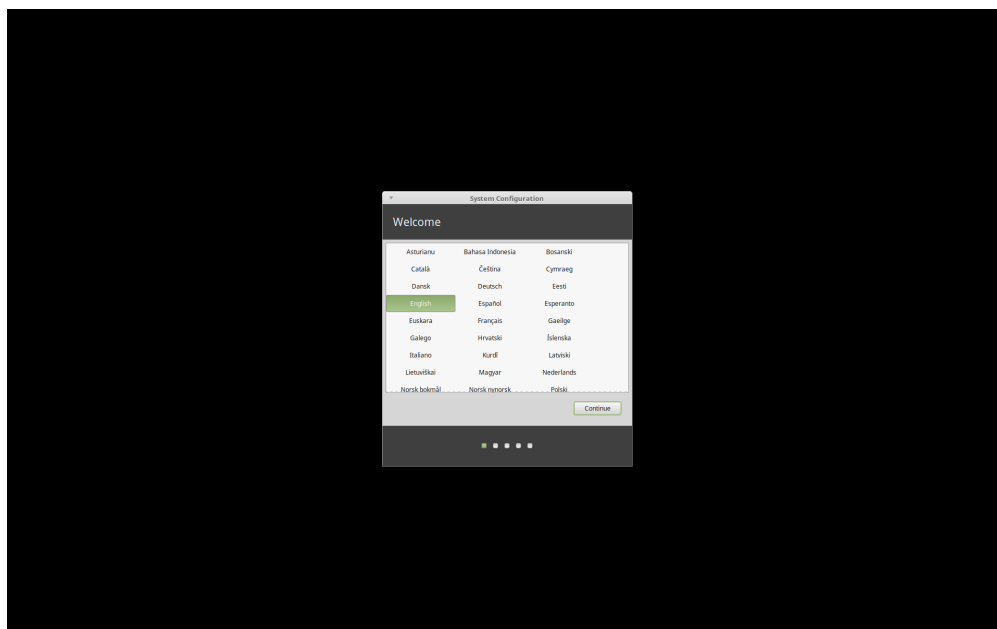 System Configuration
Welcome
Asturianu Bahasa Indonesia Bosanski
Català Čeština Cymraeg
Dansk Deutsch Eesti
English Español Esperanto
Euskara Français Gaeilge
Galego Hrvatski Íslenska
Italiano Kurdî Latviski
Lietuviškai Magyar Nederlands
Norsk bokmål Norsk nynorsk Polski
Continue